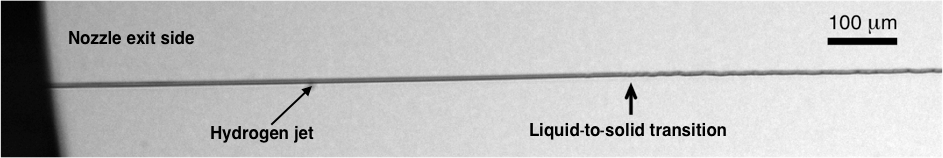 Nozzle exit side
100 μm
Hydrogen jet
Liquid-to-solid transition